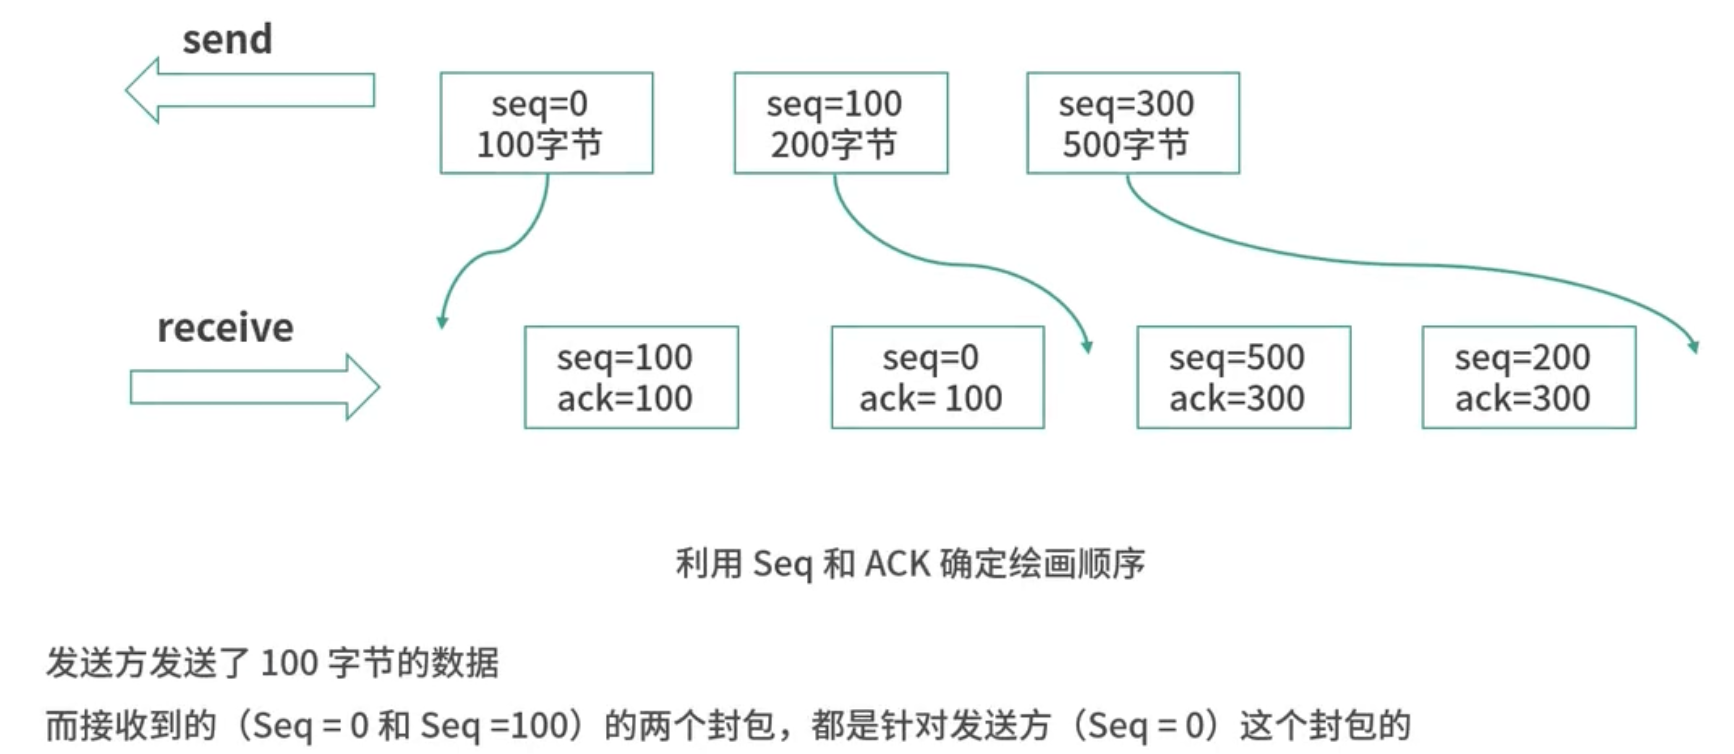 send
seq=0
100字节
seq=100
200字节
seq=300
500字节
receive
seq=100
ack=100
seq=0
ack= 100
seq=500
ack=300
seq=200
ack=300
利用 Seq 和 ACK 确定绘画顺序
发送方发送了 100 字节的数据
而接收到的（Seq = 0 和 Seq =100）的两个封包，都是针对发送方（Seq = 0）这个封包的